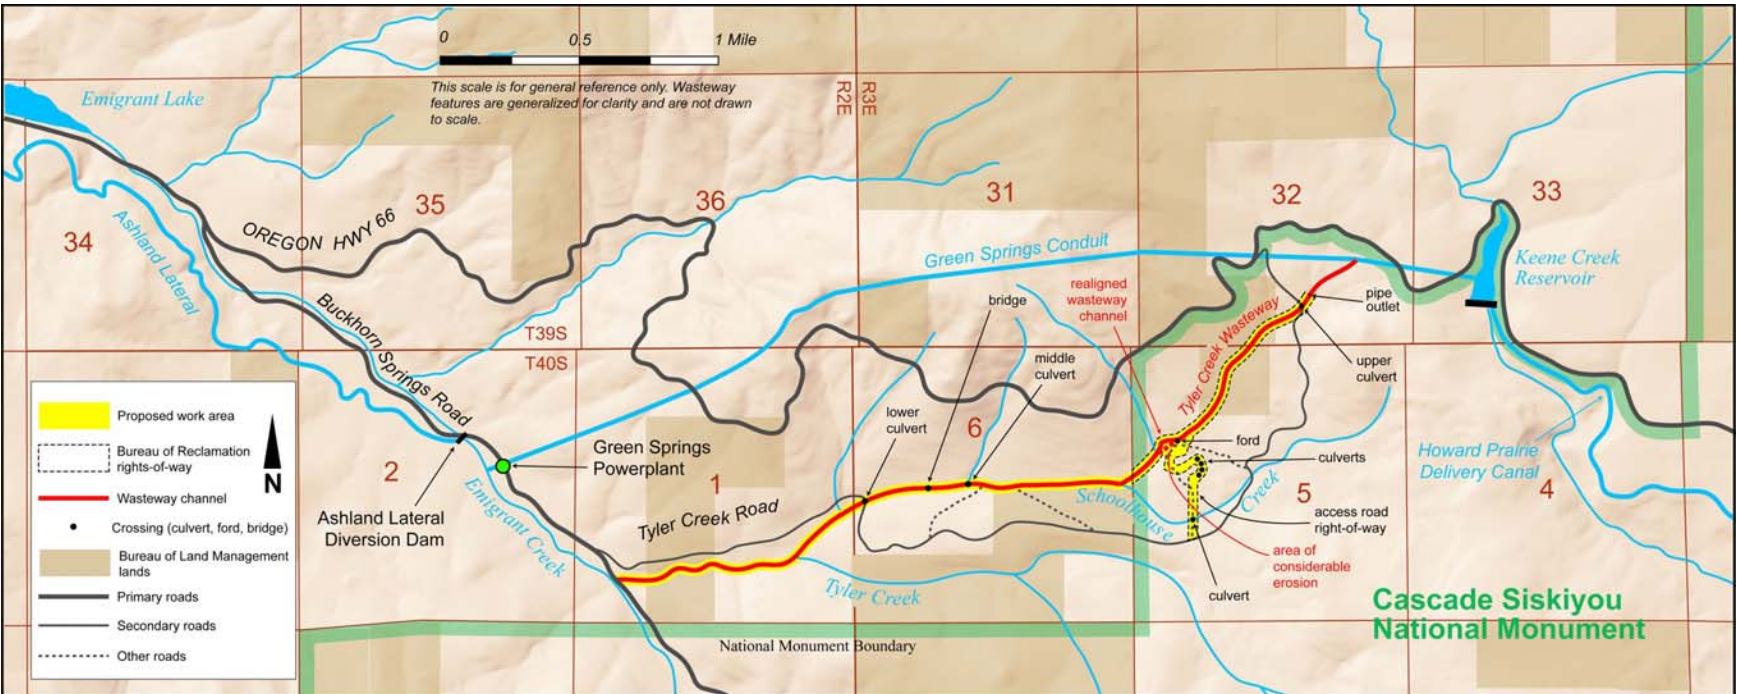 0 0.5 1 Mile
This scale is for general reference only. Wasteway
features are generalized for clarity and are not drawn
to scale.
R2E
R3E
Emigrant Lake
34
35
36
31
32
33
OREGON HWY 66
Ashland Lateral
Green Springs Conduit
Keene Creek
Reservoir
realigned
wasteway
channel
bridge
pipe
outlet
Tyler Creek Wasteway
Buckhorn Springs Road
T39S
T40S
middle
culvert
upper
culvert
lower
culvert
6
ford
culverts
Green Springs
Powerplant
Howard Prairie
Delivery Canal
2
1
5
4
Schoolhouse
Creek
Tyler Creek Road
Ashland Lateral
Diversion Dam
Emigrant Creek
access road
right-of-way
area of
considerable
erosion
Tyler Creek
culvert
Cascade Siskiyou
National Monument
National Monument Boundary
Proposed work area
Bureau of Reclamation
rights-of-way
N
Wasteway channel
Crossing (culvert, ford, bridge)
Bureau of Land Management
lands
Primary roads
Secondary roads
Other roads